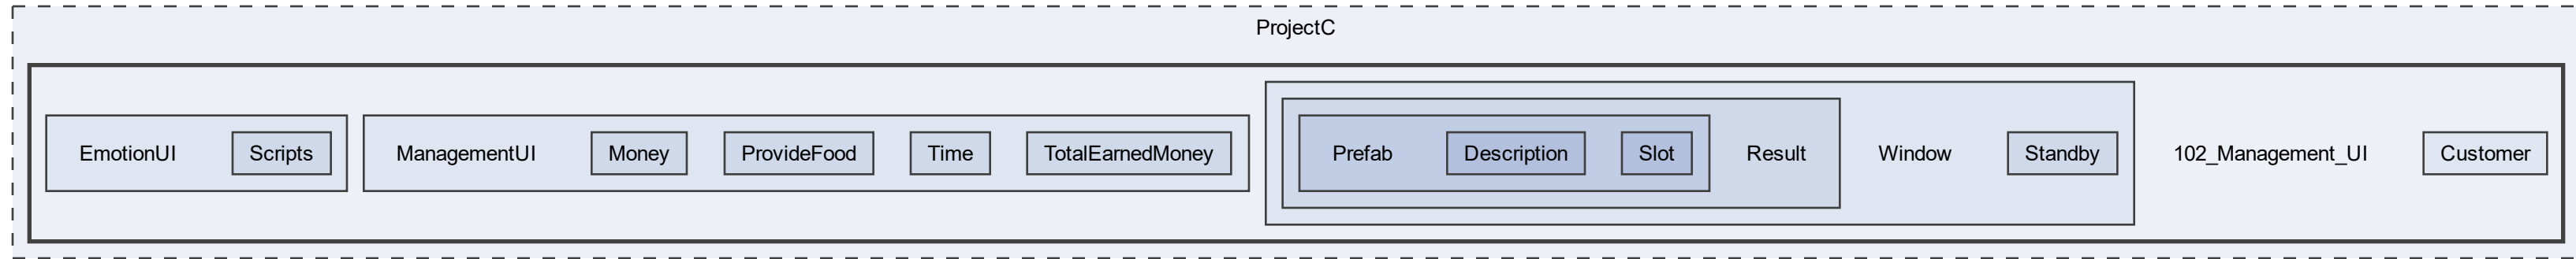 ProjectC
EmotionUI
Scripts
ManagementUI
Money
ProvideFood
Time
TotalEarnedMoney
Prefab
Description
Slot
Result
Window
Standby
102_Management_UI
Customer